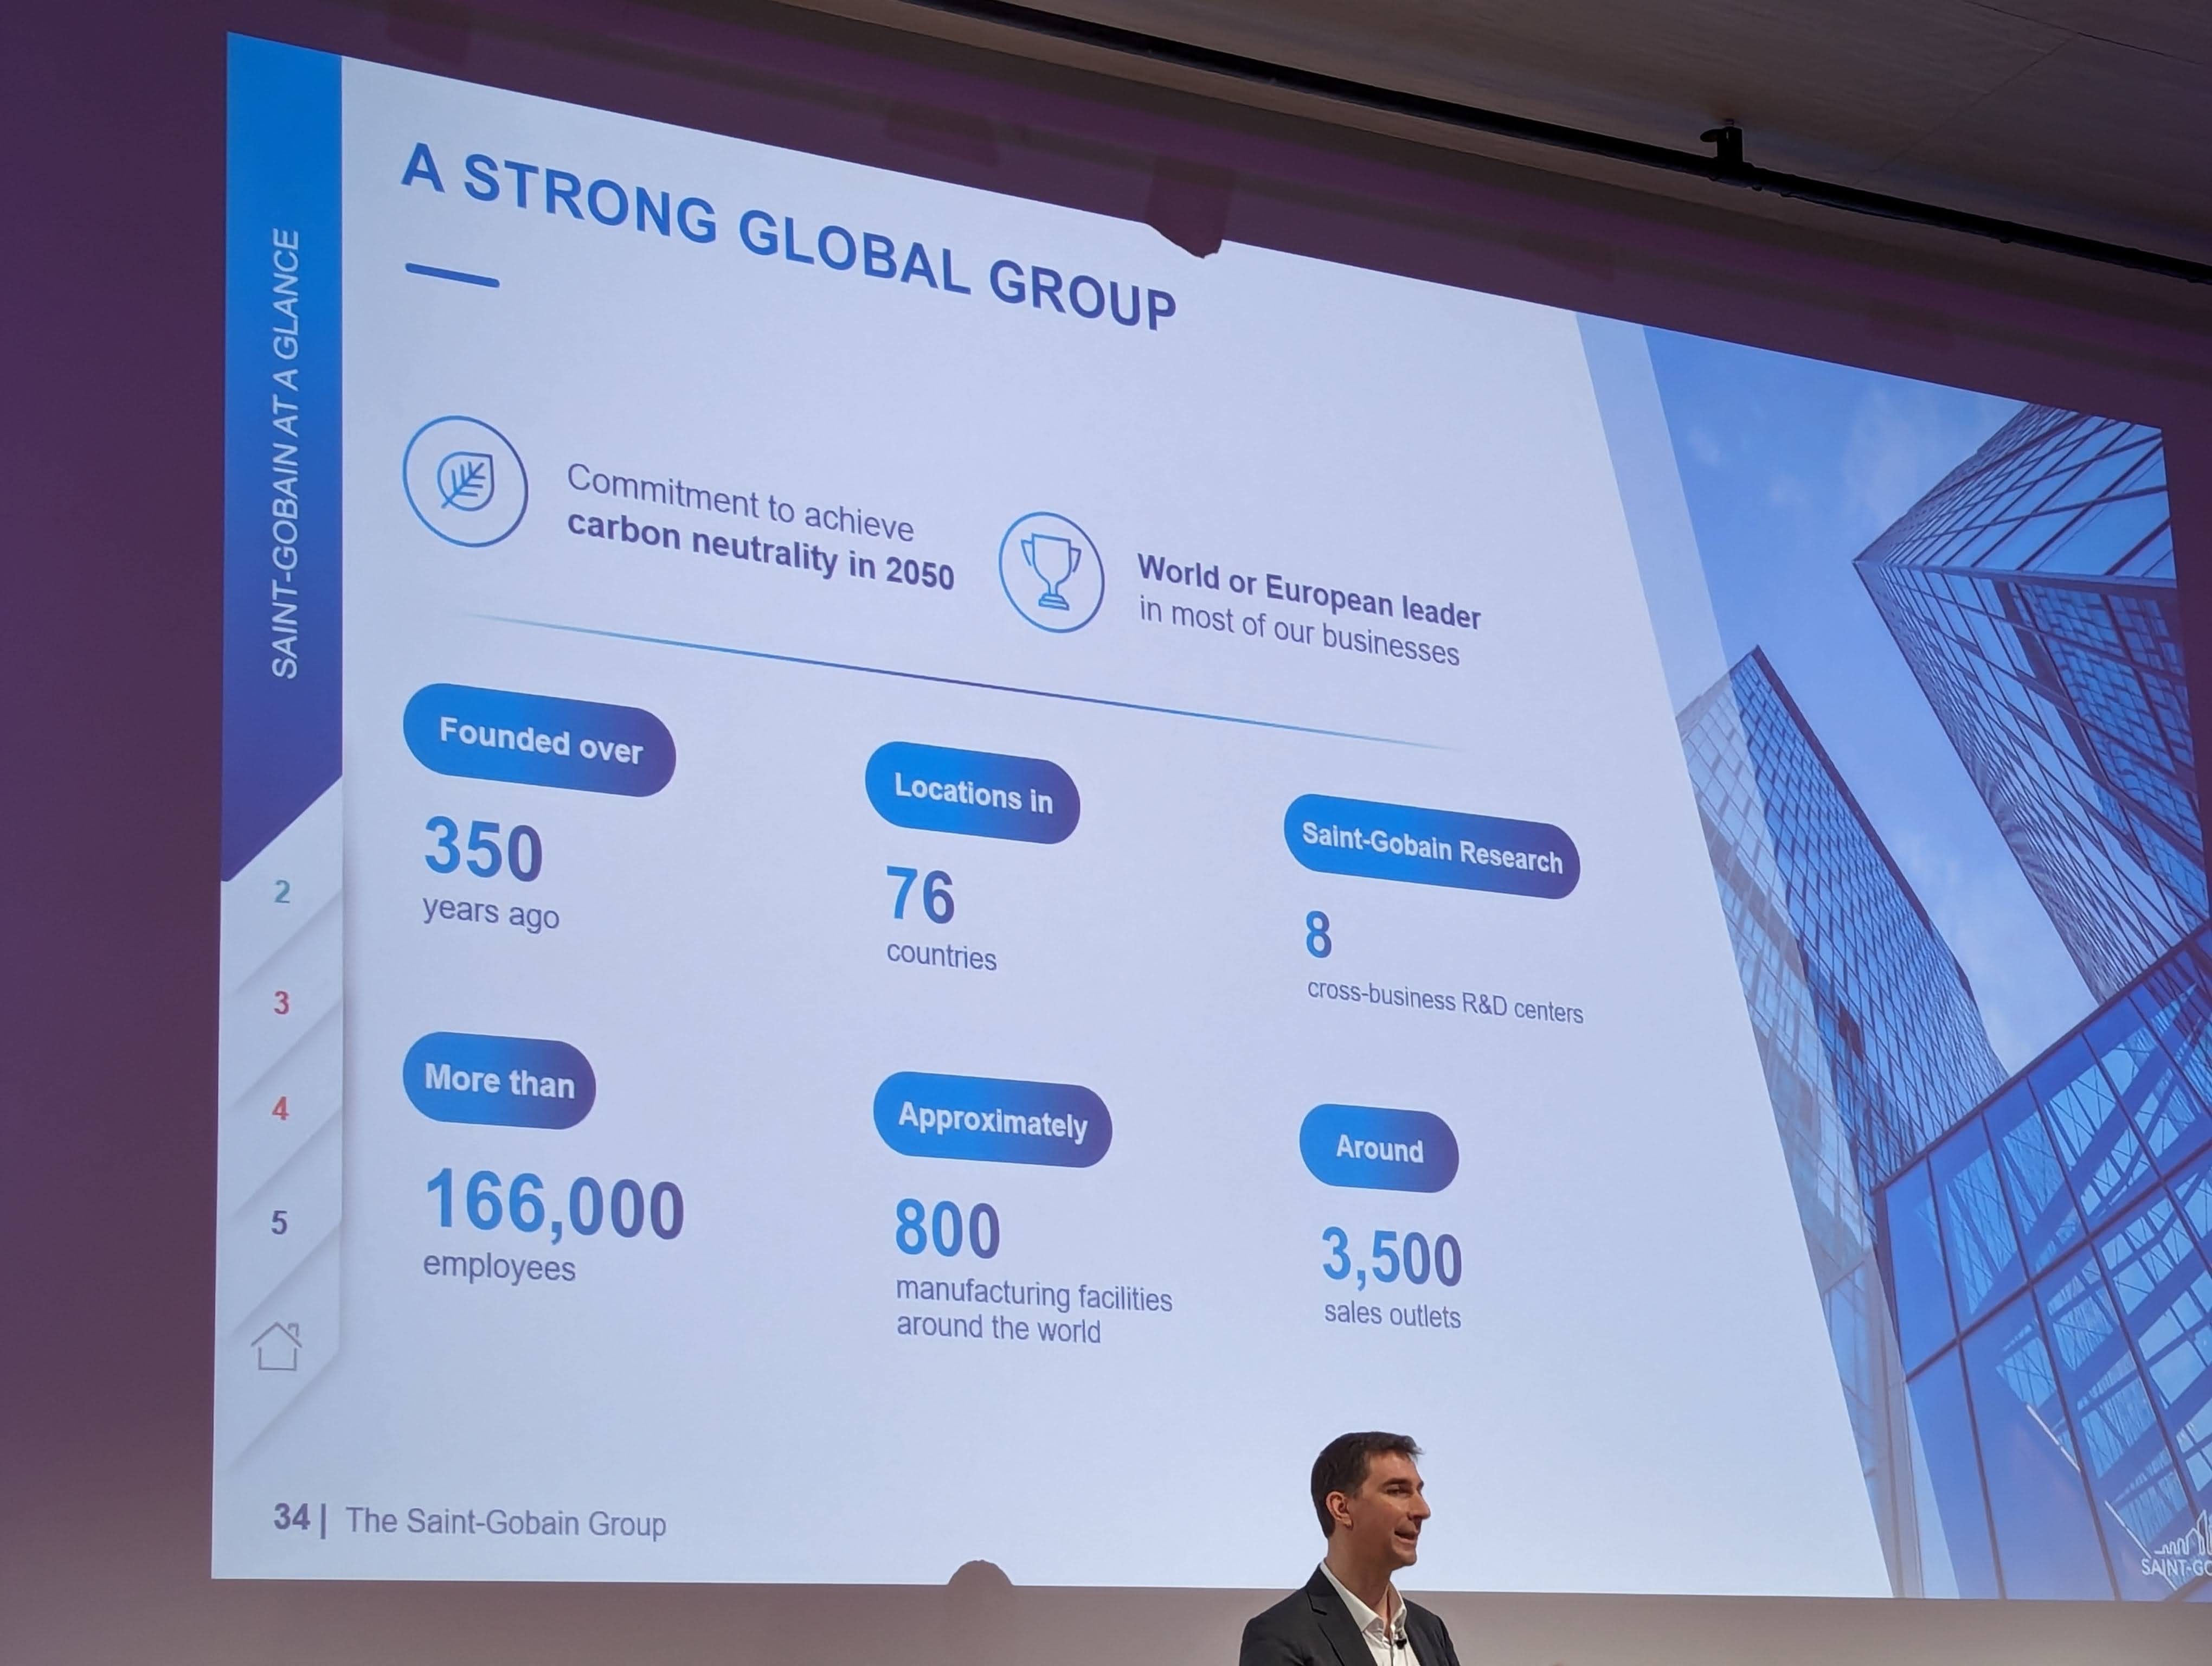 SAINT-GOBAIN AT A GLANCE
A STRONG GLOBAL GROUP
Commitment to achieve
carbon neutrality in 2050
World or European leader
in most of our businesses
Founded over
350
years ago
Locations in
76
countries
Saint-Gobain Research
8
cross-business R&D centers
More than
166,000
employees
Approximately
800
manufacturing facilities
around the world
Around
3,500
sales outlets
2
3
4
5
34 | The Saint-Gobain Group